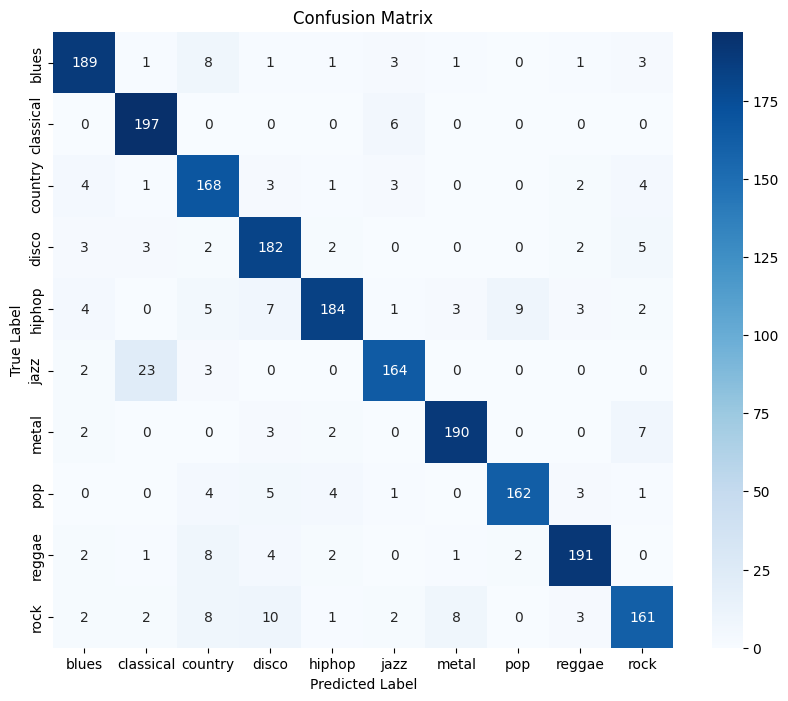 Confusion Matrix
True Label
blues 189 1 8 1 1 3 1 0 1 3
classical 0 197 0 0 0 6 0 0 0 0
country 4 1 168 3 1 3 0 0 2 4
disco 3 3 2 182 2 0 0 2 5
hiphop 4 0 5 7 184 1 3 9 3 2
jazz 2 23 3 0 0 164 0 0 0 0
metal 2 0 0 3 2 0 190 0 0 7
pop 0 0 4 5 4 1 0 162 3 1
reggae 2 1 8 4 2 0 1 2 191 0
rock 2 2 8 10 1 2 8 0 3 161
blues classical country disco hiphop jazz metal pop reggae rock
Predicted Label
175
150
125
100
75
50
25
0